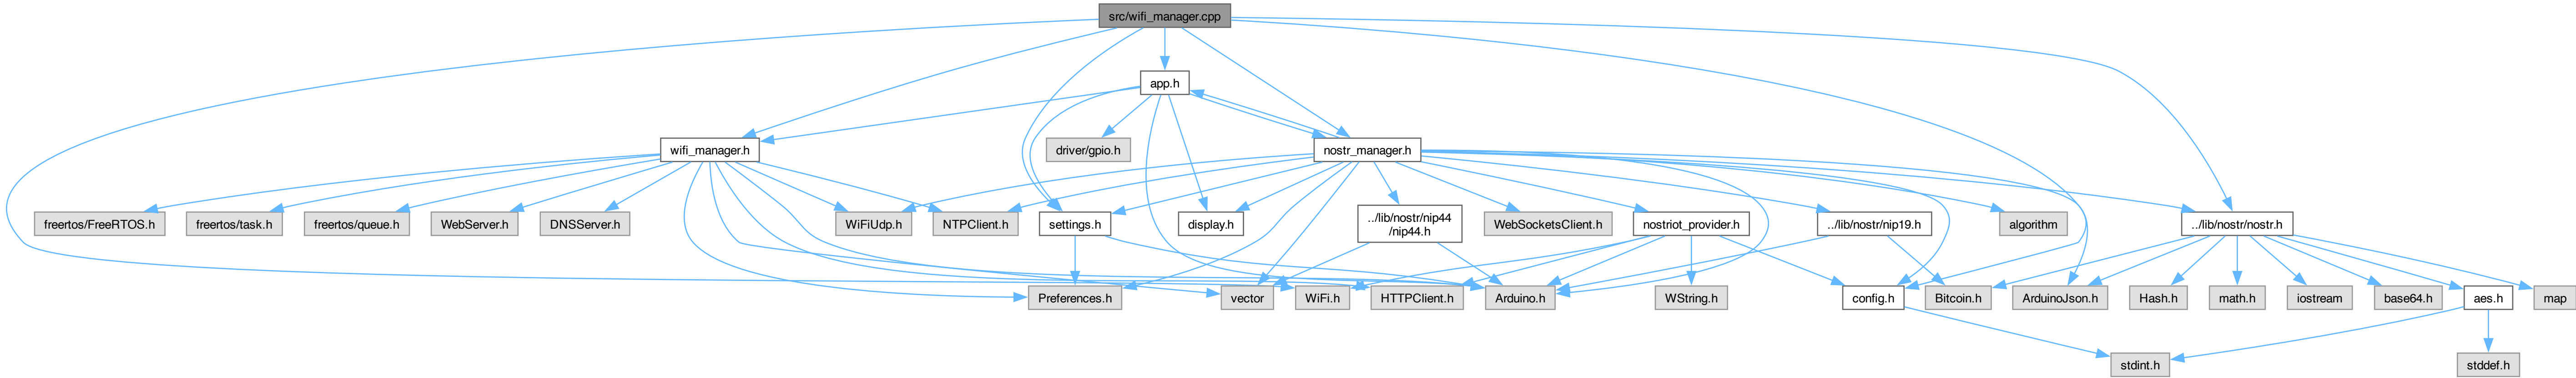 src/wifi_manager.cpp
app.h
wifi_manager.h
driver/gpio.h
nostr_manager.h
freertos/FreeRTOS.h
freertos/task.h
freertos/queue.h
WebServer.h
DNSServer.h
WiFiUdp.h
NTPClient.h
settings.h
display.h
../lib/nostr/nip44
/nip44.h
WebSocketsClient.h
nostriot_provider.h
../lib/nostr/nip19.h
algorithm
../lib/nostr/nostr.h
Preferences.h
vector
WiFi.h
HTTPClient.h
Arduino.h
WString.h
config.h
Bitcoin.h
ArduinoJson.h
Hash.h
math.h
iostream
base64.h
aes.h
map
stdint.h
stddef.h